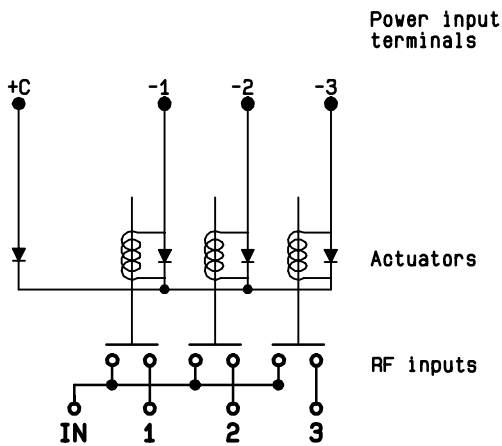 Power input
terminals
+C -1 -2 -3
Actuators
RF inputs
IN 1 2 3